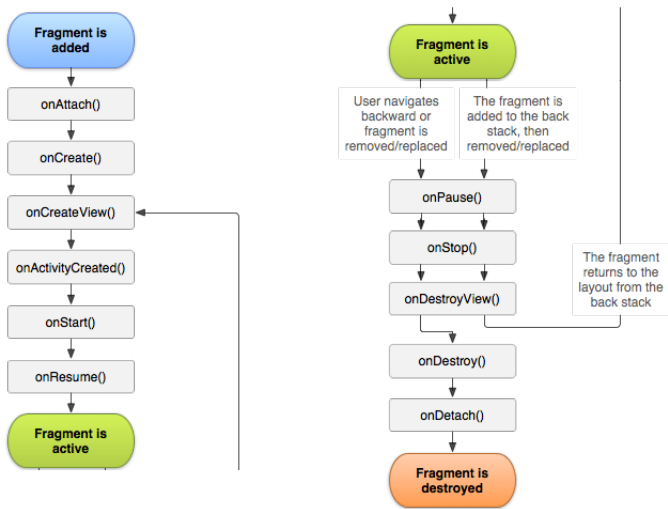 Fragment is
added
onAttach()
onCreate()
onCreateView()
onActivityCreated()
onStart()
onResume()
Fragment is
active
Fragment is
active
User navigates
backward or
fragment is
removed/replaced
The fragment is
added to the back
stack, then
removed/replaced
onPause()
onStop()
onDestroyView()
The fragment
returns to the
layout from the
back stack
onDestroy()
onDetach()
Fragment is
destroyed